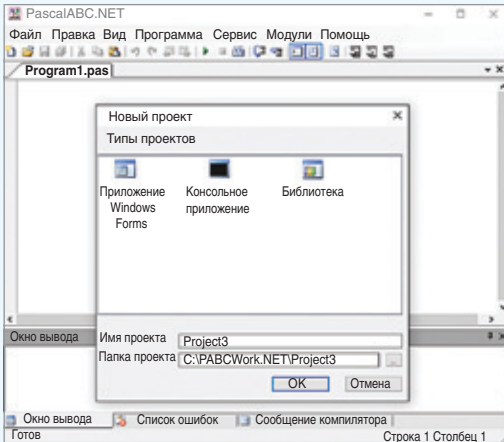 PascalABC.NET
Файл Правка Вид Программа Сервис Модули Помощь
Program1.pas
Новый проект
Типы проектов
Приложение Windows Forms
Консольное приложение
Библиотека
Имя проекта Project3
Папка проекта C:\PABCWork.NET\Project3 ...
OK Отмена
Окно вывода
Окно вывода Список ошибок Сообщение компилятора
Готов Строка 1 Столбец 1